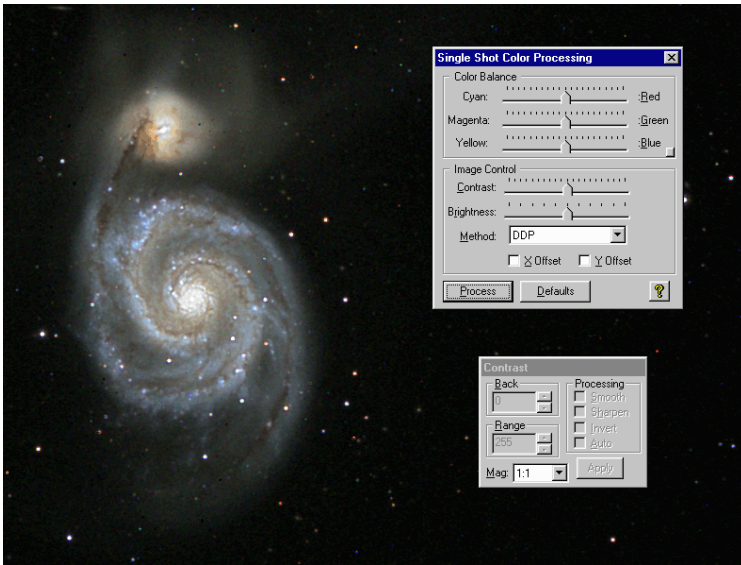 Single Shot Color Processing
Color Balance
Cyan: :Red
Magenta: :Green
Yellow: :Blue
Image Control
Contrast:
Brightness:
Method: DDP
X Offset Y Offset
Process Defaults ?
Contrast
Back Processing
0 Smooth
Sharpen
Range Invert
255 Auto
Mag: 1:1 Apply